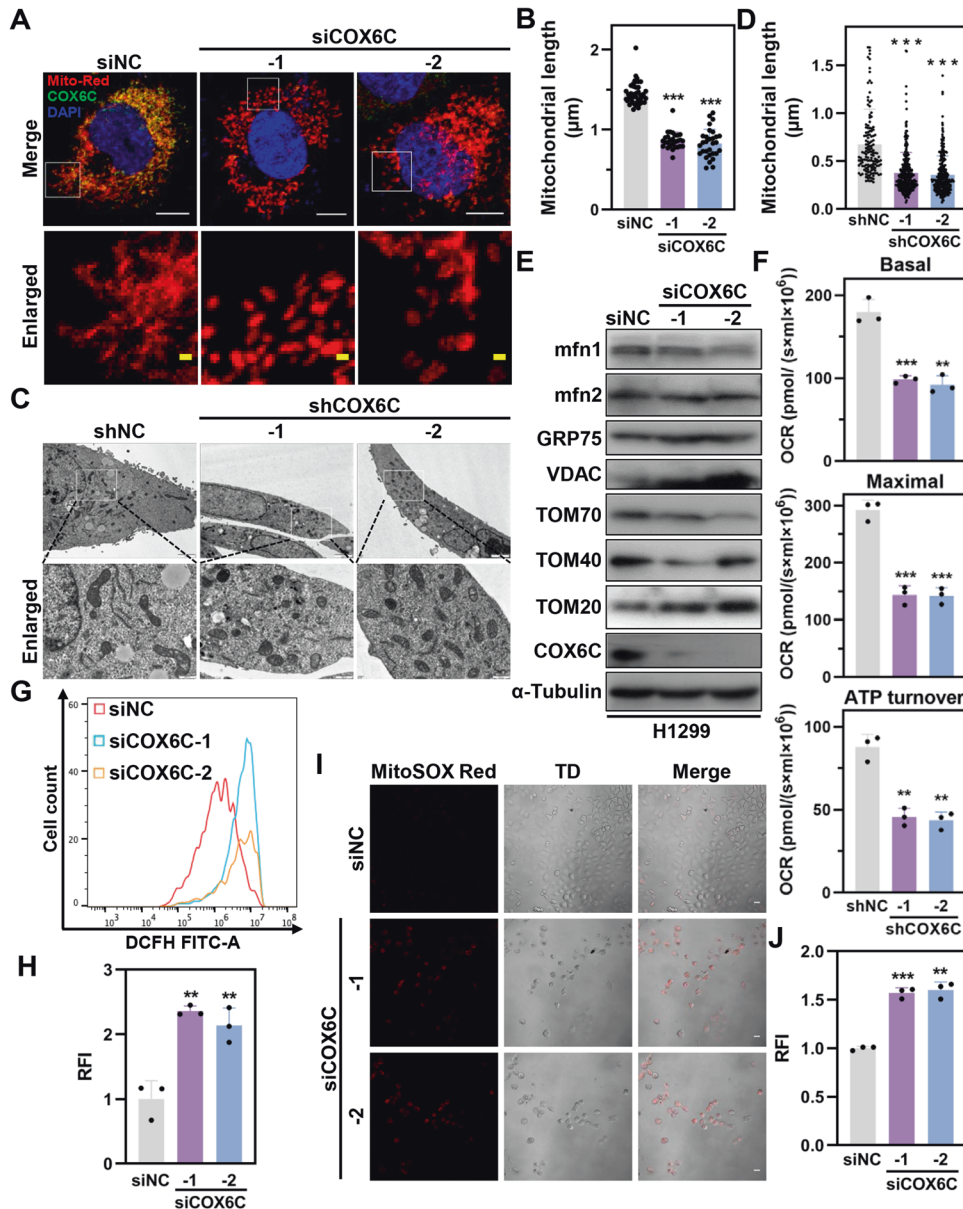 A
siCOX6C
siNC
-1
-2
Mito-Red
COX6C
DAPI
Merge
Enlarged
B
Mitochondrial length
(μm)
2
1
0
***
***
siNC
-1
-2
siCOX6C
D
Mitochondrial length
(μm)
1.5
1.0
0.5
0.0
***
***
shNC
-1
-2
shCOX6C
C
shCOX6C
shNC
-1
-2
Enlarged
E
siCOX6C
siNC
-1
-2
mfn1
mfn2
GRP75
VDAC
TOM70
TOM40
TOM20
COX6C
α-Tubulin
H1299
F
Basal
OCR (pmol/ (s×ml×10⁶))
200
100
0
***
**
Maximal
OCR (pmol/(s×ml×10⁶))
300
150
0
***
***
ATP turnover
OCR (pmol/(s×ml×10⁶))
100
50
0
**
**
shNC
-1
-2
shCOX6C
G
Cell count
60
40
20
0
siNC
siCOX6C-1
siCOX6C-2
10³
10⁴
10⁵
10⁶
10⁷
10⁸
DCFH FITC-A
H
RFI
3
2
1
0
**
**
siNC
-1
-2
siCOX6C
I
MitoSOX Red
TD
Merge
siNC
siCOX6C
-1
-2
J
RFI
2.0
1.5
1.0
0.5
0.0
***
**
siNC
-1
-2
siCOX6C